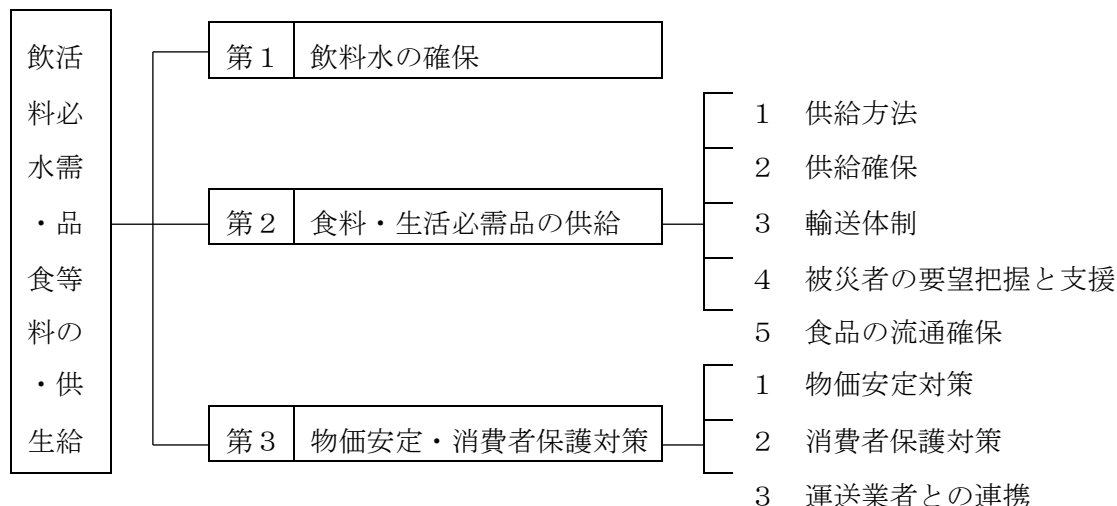 飲活
料必
水需
・品
食等
料の
・供
生給
第１　飲料水の確保
第２　食料・生活必需品の供給
１　供給方法
２　供給確保
３　輸送体制
４　被災者の要望把握と支援
５　食品の流通確保
第３　物価安定・消費者保護対策
１　物価安定対策
２　消費者保護対策
３　運送業者との連携